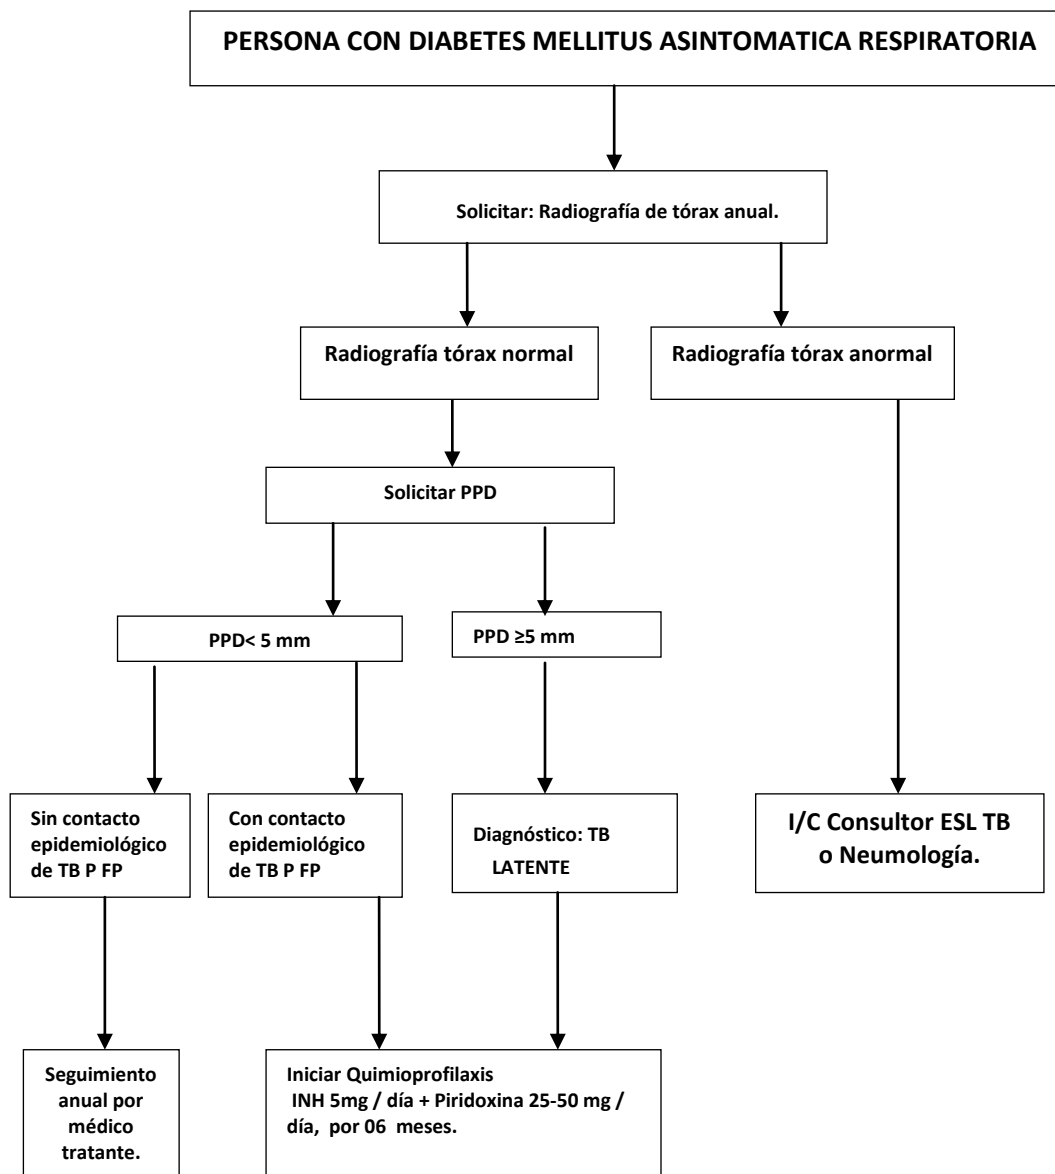 PERSONA CON DIABETES MELLITUS ASINTOMATICA RESPIRATORIA
Solicitar: Radiografía de tórax anual.
Radiografía tórax normal
Radiografía tórax anormal
Solicitar PPD
PPD< 5 mm
PPD ≥5 mm
Sin contacto
epidemiológico
de TB P FP
Con contacto
epidemiológico
de TB P FP
Diagnóstico: TB
LATENTE
I/C Consultor ESL TB
o Neumología.
Seguimiento
anual por
médico
tratante.
Iniciar Quimioprofilaxis
INH 5mg / día + Piridoxina 25-50 mg /
día, por 06 meses.